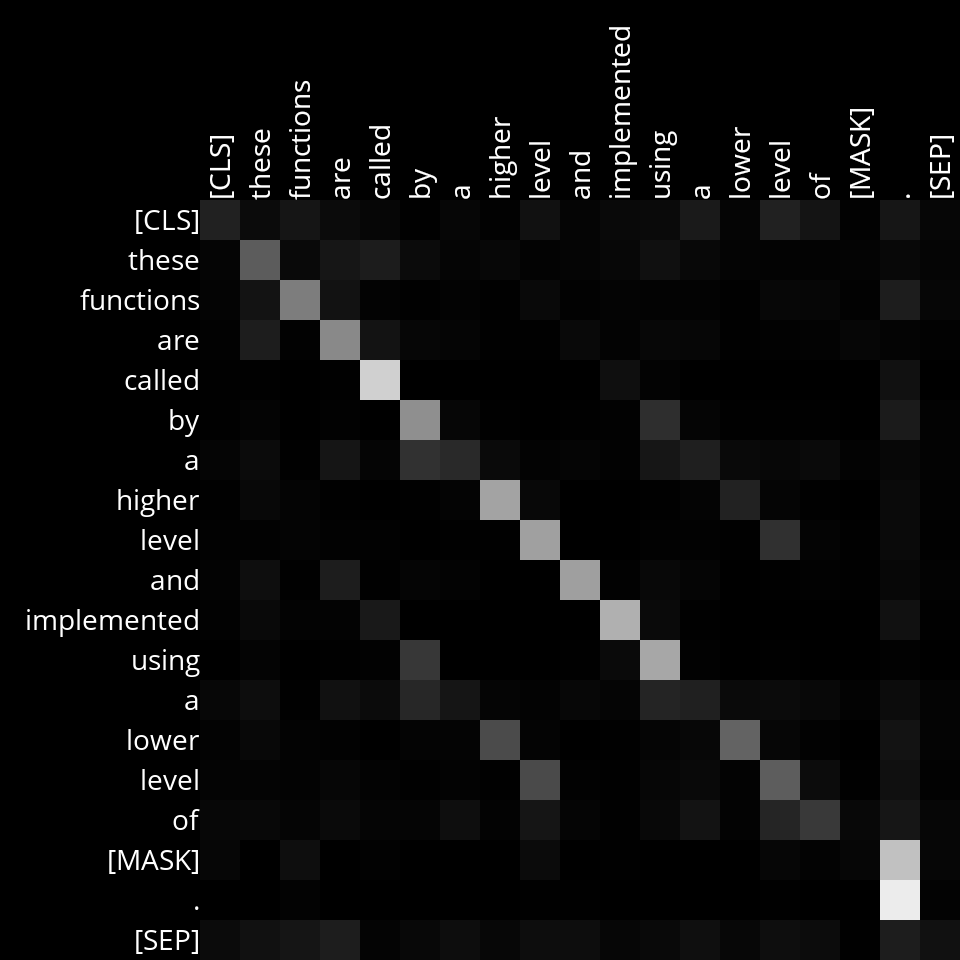 [CLS] these functions are called by a higher level and implemented using a lower level of [MASK] . [SEP]
[CLS]
these
functions
are
called
by
a
higher
level
and
implemented
using
a
lower
level
of
[MASK]
.
[SEP]